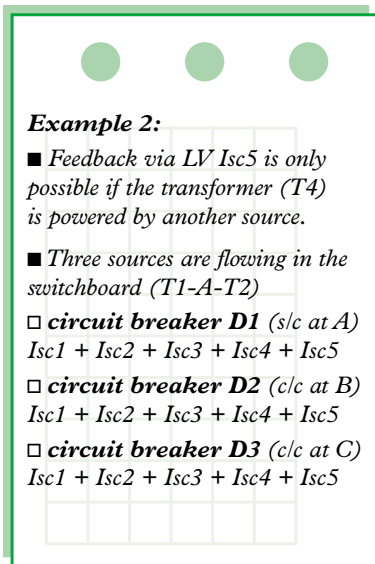 Example 2:
■ Feedback via LV Isc5 is only
possible if the transformer (T4)
is powered by another source.
■ Three sources are flowing in the
switchboard (T1-A-T2)
□ circuit breaker D1 (s/c at A)
Isc1 + Isc2 + Isc3 + Isc4 + Isc5
□ circuit breaker D2 (c/c at B)
Isc1 + Isc2 + Isc3 + Isc4 + Isc5
□ circuit breaker D3 (c/c at C)
Isc1 + Isc2 + Isc3 + Isc4 + Isc5